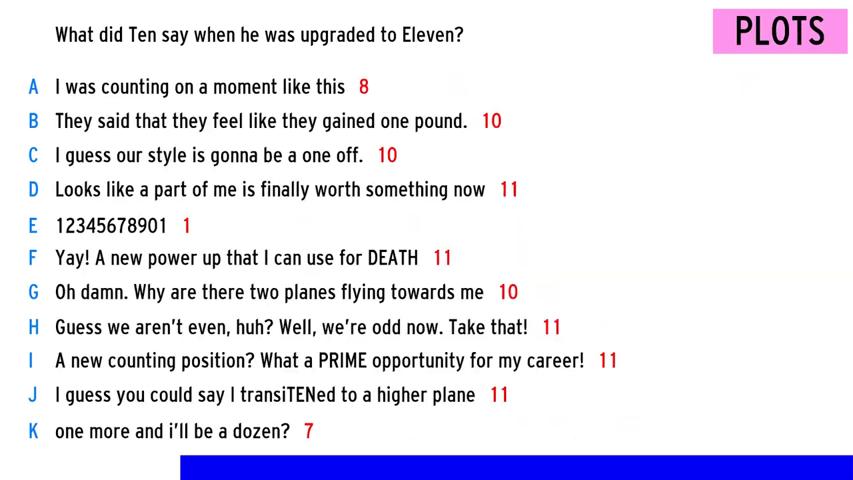 What did Ten say when he was upgraded to Eleven?
PLOTS
A I was counting on a moment like this 8
B They said that they feel like they gained one pound. 10
C I guess our style is gonna be a one off. 10
D Looks like a part of me is finally worth something now 11
E 12345678901 1
F Yay! A new power up that I can use for DEATH 11
G Oh damn. Why are there two planes flying towards me 10
H Guess we aren't even, huh? Well, we're odd now. Take that! 11
I A new counting position? What a PRIME opportunity for my career! 11
J I guess you could say I transiTENed to a higher plane 11
K one more and i'll be a dozen? 7